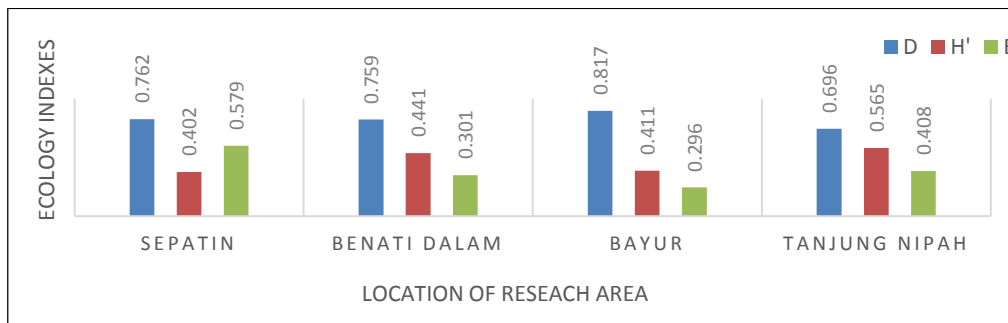 ECOLOGY INDEXES
D H' E
0.762 0.402 0.579 0.759 0.441 0.301 0.817 0.411 0.296 0.696 0.565 0.408
SEPATIN BENATI DALAM BAYUR TANJUNG NIPAH
LOCATION OF RESEACH AREA